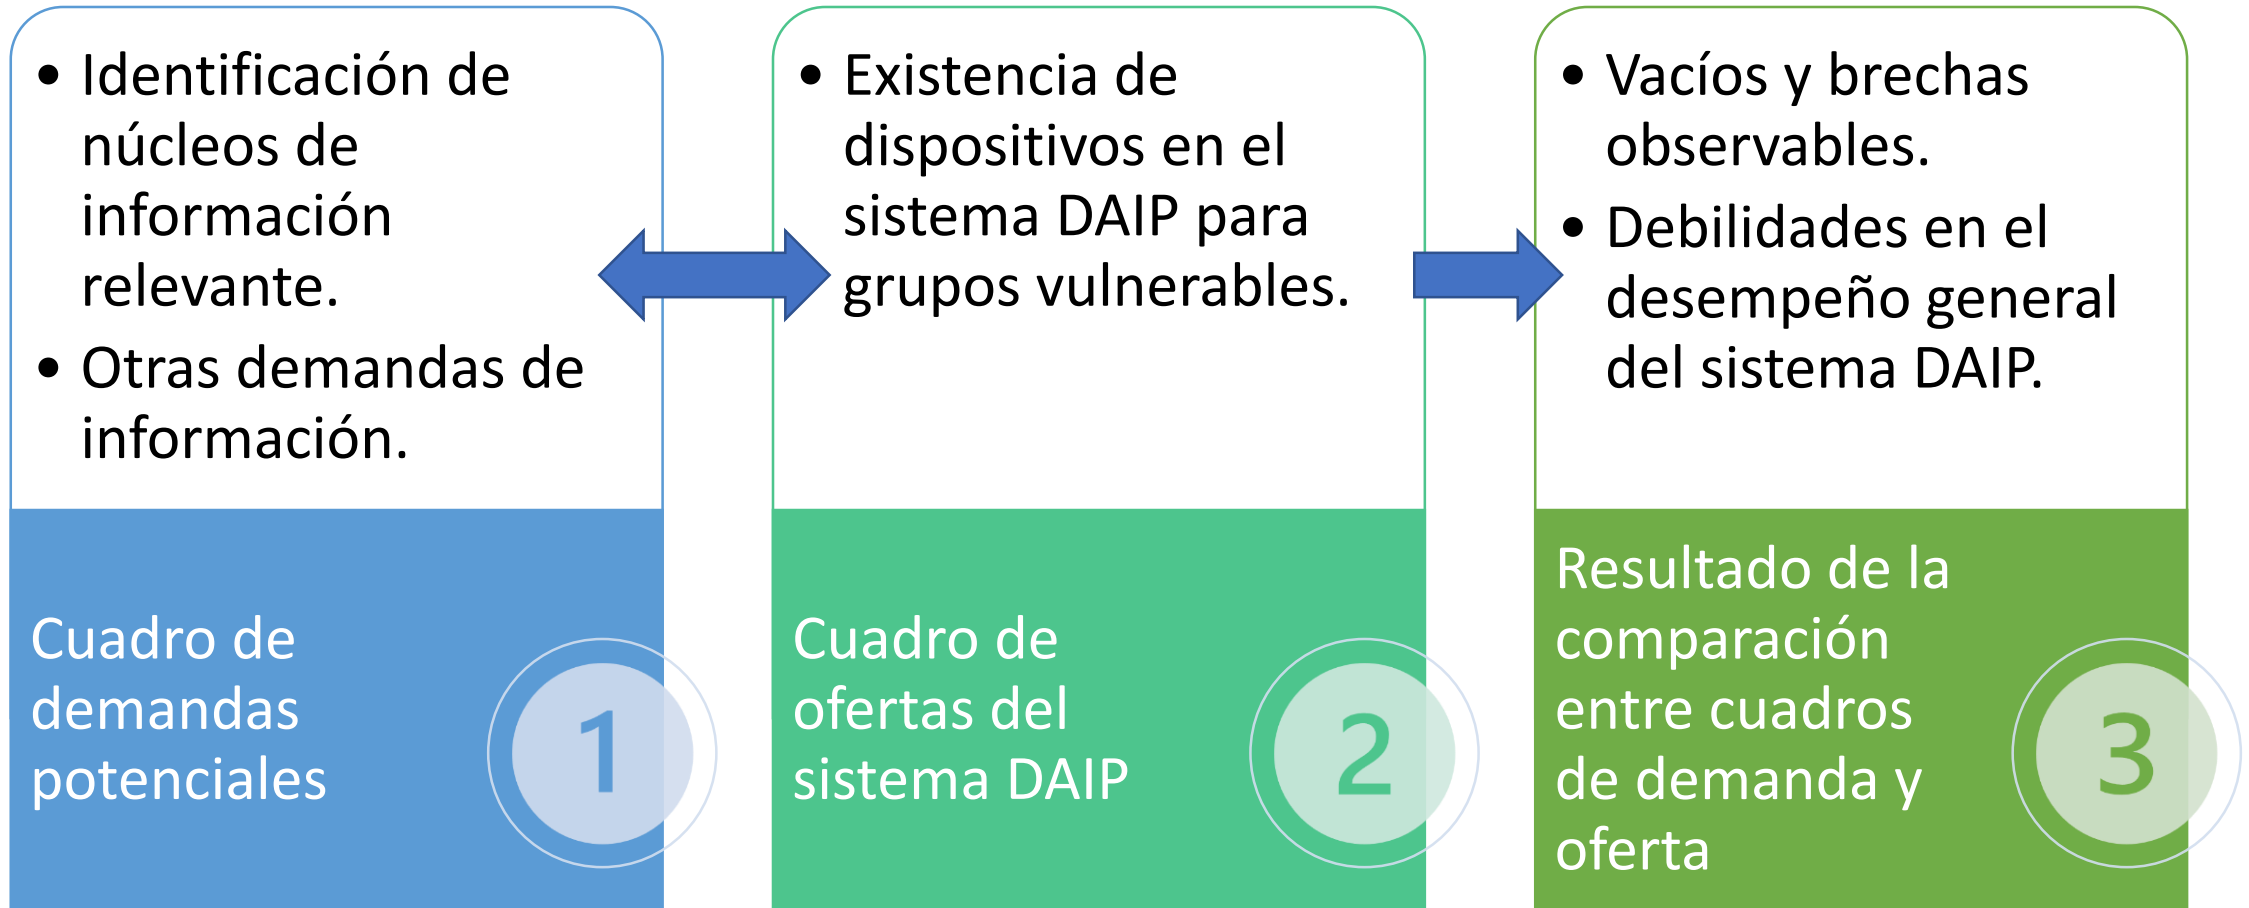 • Identificación de
núcleos de
información
relevante.
• Otras demandas de
información.
Cuadro de
demandas
potenciales
1
• Existencia de
dispositivos en el
sistema DAIP para
grupos vulnerables.
Cuadro de
ofertas del
sistema DAIP
2
• Vacíos y brechas
observables.
• Debilidades en el
desempeño general
del sistema DAIP.
Resultado de la
comparación
entre cuadros
de demanda y
oferta
3